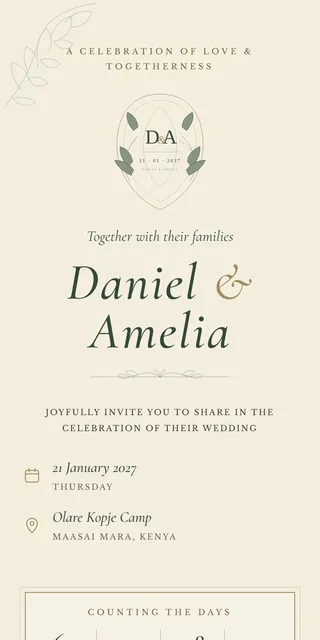 A CELEBRATION OF LOVE &
TOGETHERNESS
D&A
21 · 01 · 2027
Together with their families
Daniel &
Amelia
JOYFULLY INVITE YOU TO SHARE IN THE
CELEBRATION OF THEIR WEDDING
21 January 2027
THURSDAY
Olare Kopje Camp
MAASAI MARA, KENYA
COUNTING THE DAYS